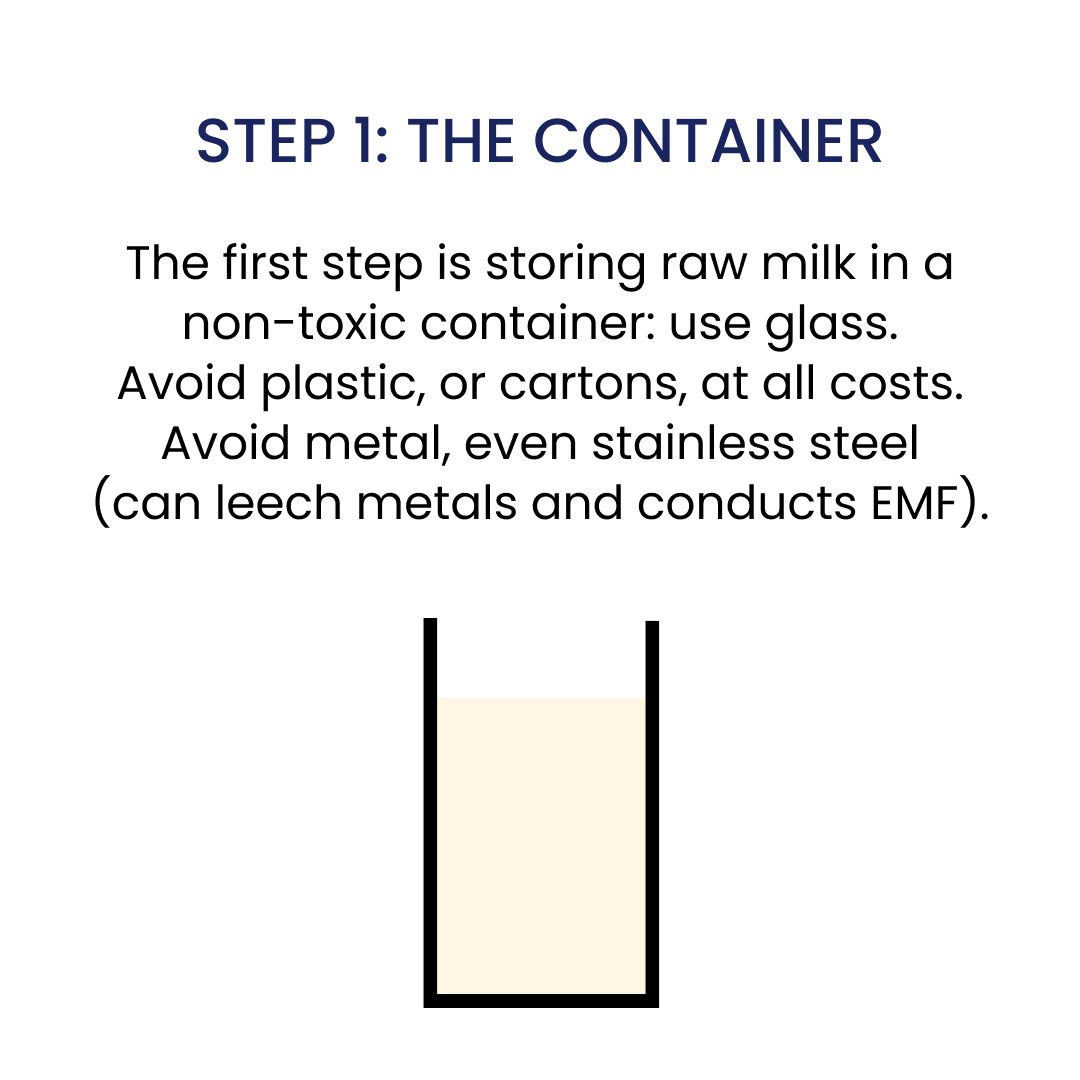 STEP 1: THE CONTAINER
The first step is storing raw milk in a
non-toxic container: use glass.
Avoid plastic, or cartons, at all costs.
Avoid metal, even stainless steel
(can leech metals and conducts EMF).